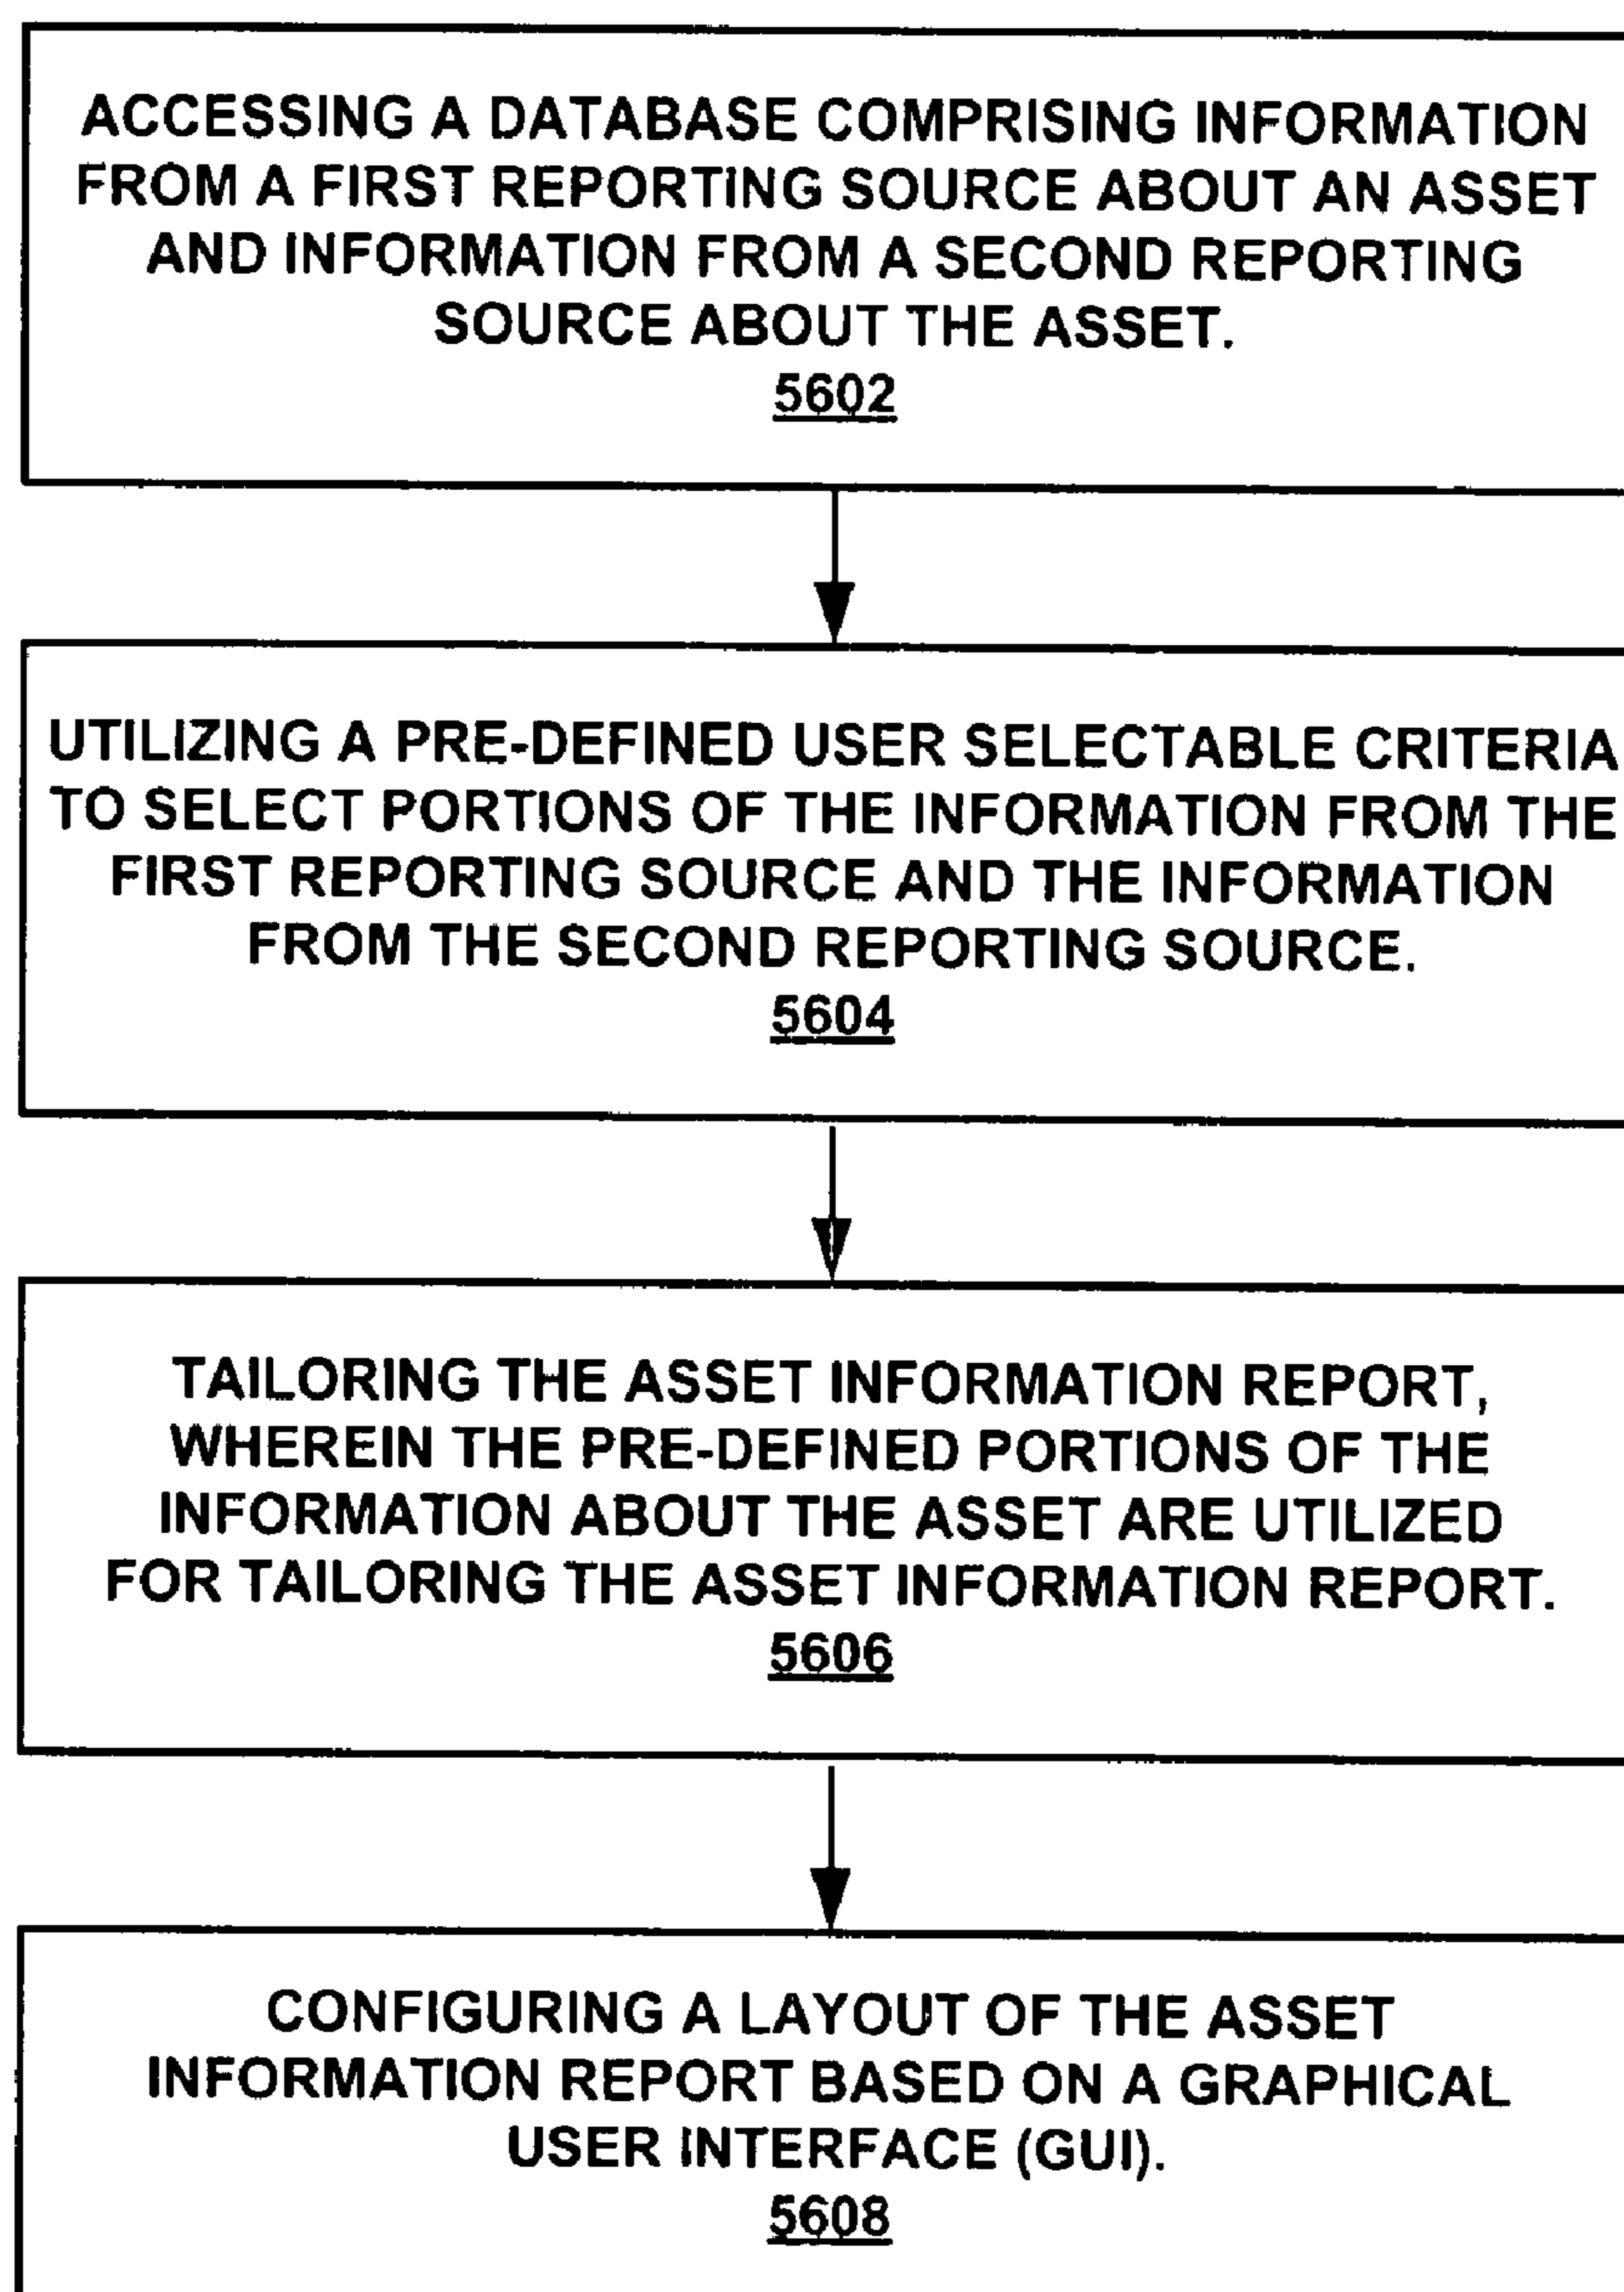 ACCESSING A DATABASE COMPRISING INFORMATION
FROM A FIRST REPORTING SOURCE ABOUT AN ASSET
AND INFORMATION FROM A SECOND REPORTING
SOURCE ABOUT THE ASSET.
5602
UTILIZING A PRE-DEFINED USER SELECTABLE CRITERIA
TO SELECT PORTIONS OF THE INFORMATION FROM THE
FIRST REPORTING SOURCE AND THE INFORMATION
FROM THE SECOND REPORTING SOURCE.
5604
TAILORING THE ASSET INFORMATION REPORT,
WHEREIN THE PRE-DEFINED PORTIONS OF THE
INFORMATION ABOUT THE ASSET ARE UTILIZED
FOR TAILORING THE ASSET INFORMATION REPORT.
5606
CONFIGURING A LAYOUT OF THE ASSET
INFORMATION REPORT BASED ON A GRAPHICAL
USER INTERFACE (GUI).
5608